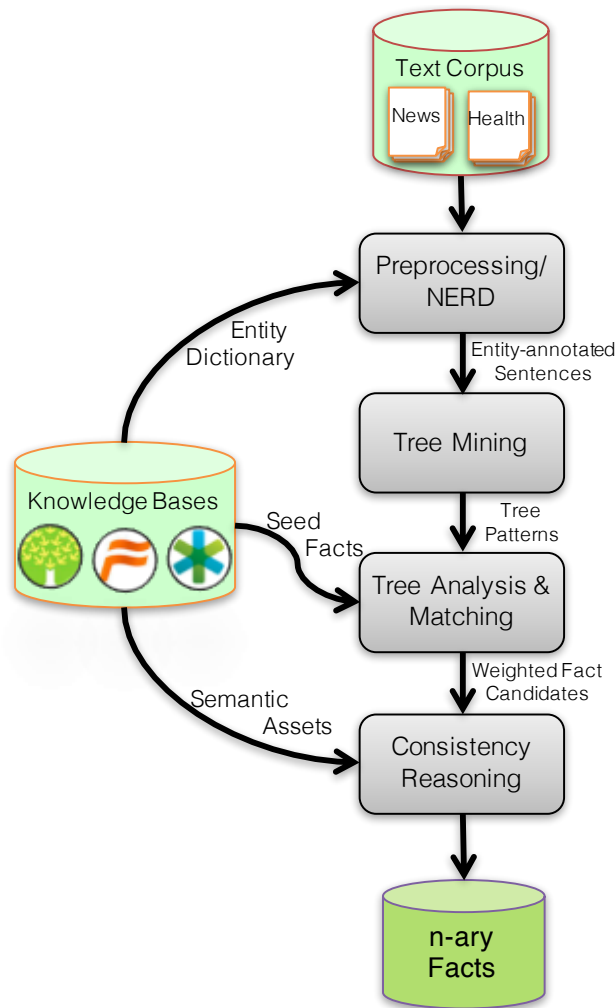 Text Corpus
News
Health
Preprocessing/
NERD
Entity
Dictionary
Entity-annotated
Sentences
Tree Mining
Knowledge Bases
Seed
Facts
Tree
Patterns
Tree Analysis &
Matching
Weighted Fact
Candidates
Semantic
Assets
Consistency
Reasoning
n-ary
Facts